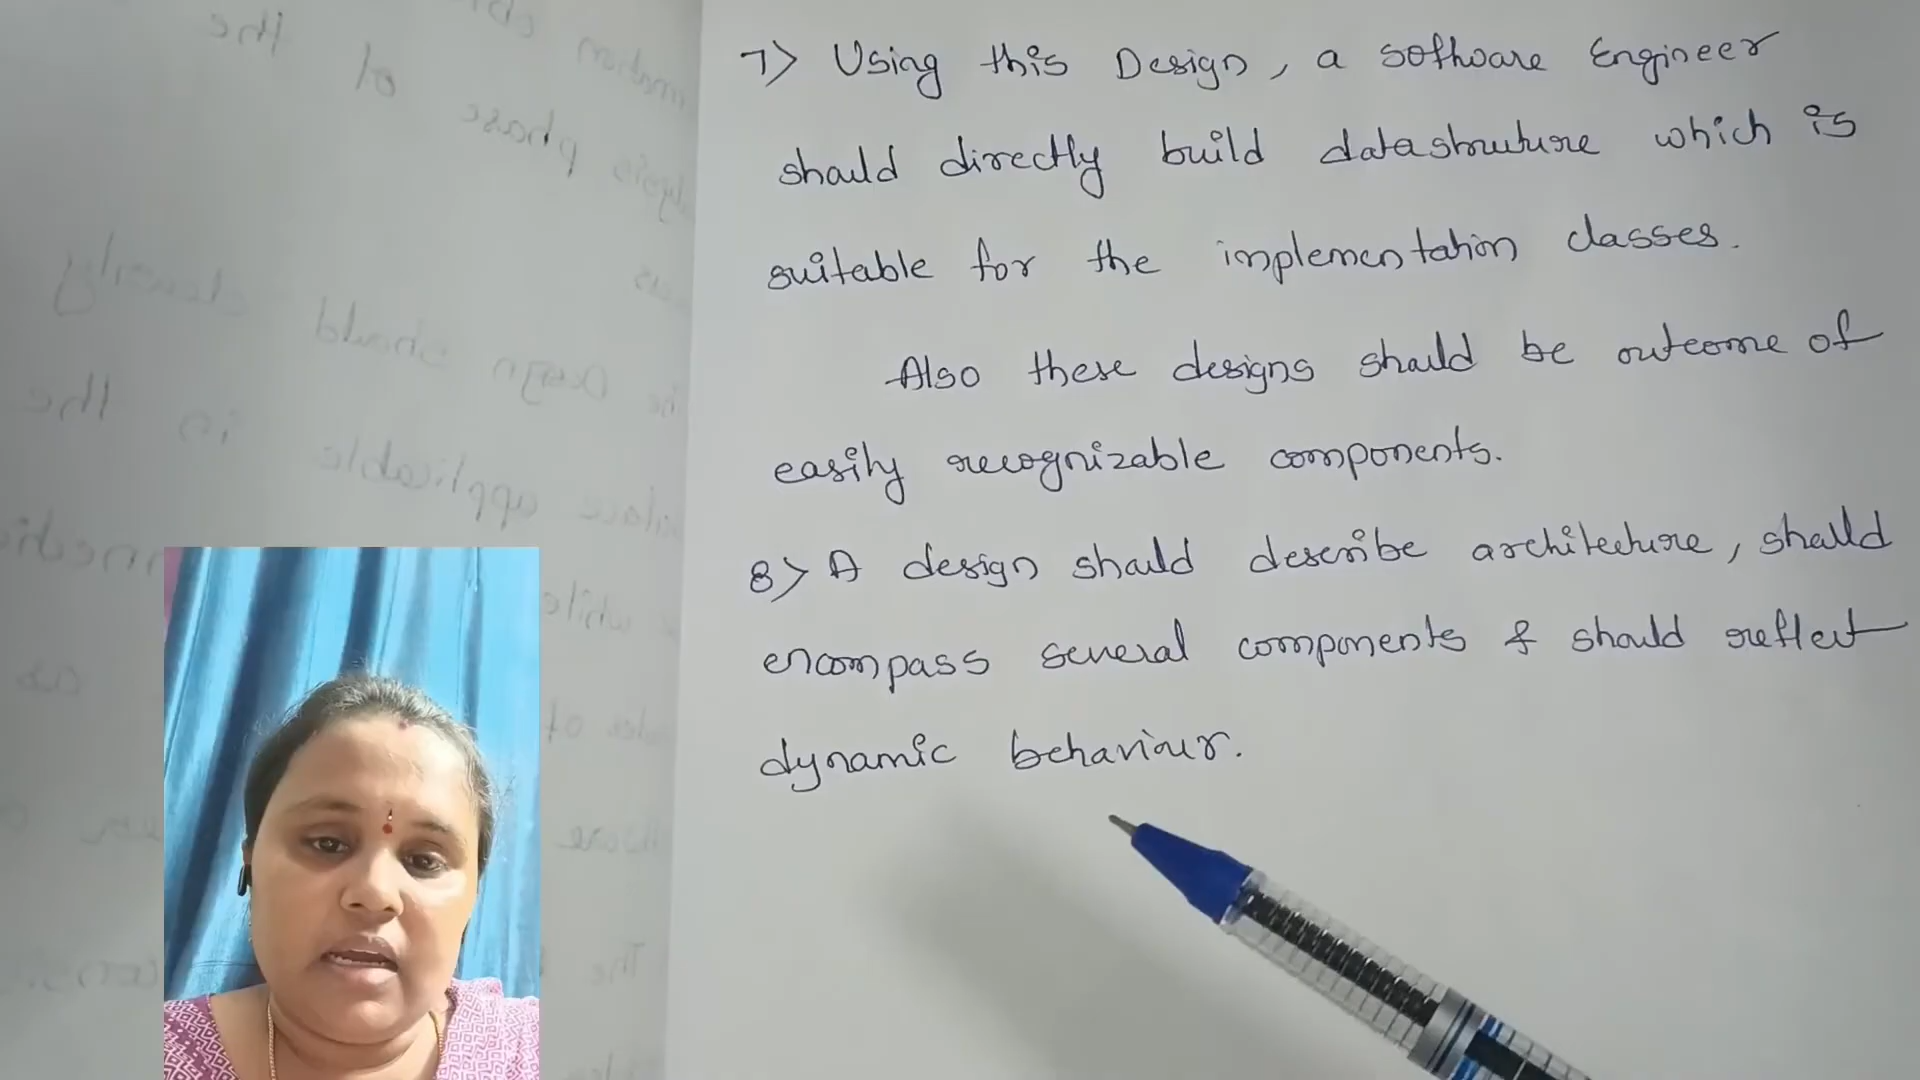 7> Using this Design, a software Engineer
should directly build datastructure which is
suitable for the implementation classes.
Also these designs should be outcome of
easily recognizable components.
8> A design should describe architecture, should
encompass several components & should reflect
dynamic behaviour.